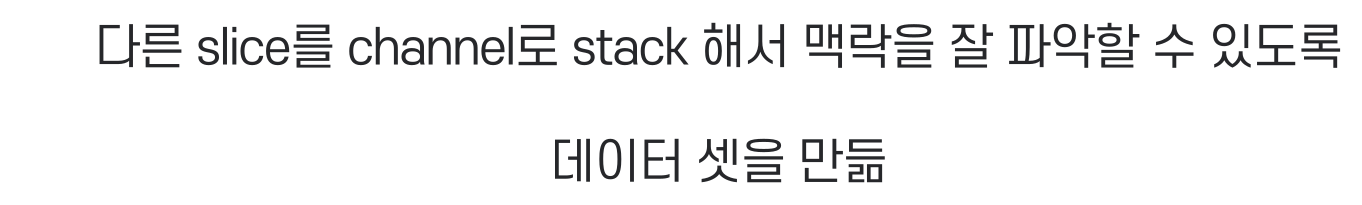 다른 slice를 channel로 stack 해서 맥락을 잘 파악할 수 있도록
데이터 셋을 만듦